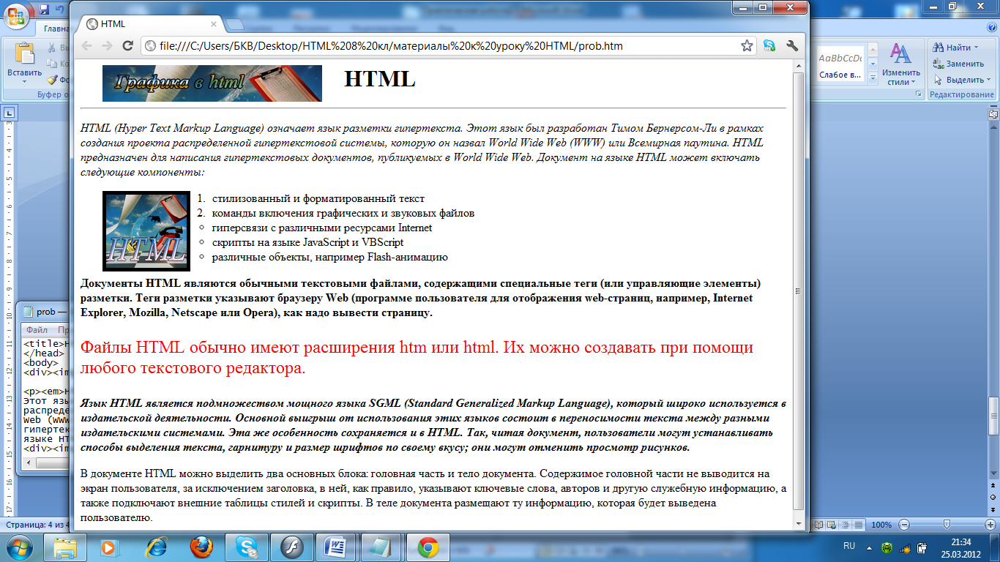 HTML
Главна
file:///C:/Users/БКВ/Desktop/HTML%208%20кл/материалы%20к%20уроку%20HTML/prob.htm
Вставить
Буфер о
AaBbCcDc
Слабое в...
Изменить стили
Найти
Заменить
Выделить
Редактирование
Графика в html
HTML
HTML (Hyper Text Markup Language) означает язык разметки гипертекста. Этот язык был разработан Тимом Бернерсом-Ли в рамках
создания проекта распределенной гипертекстовой системы, которую он назвал World Wide Web (WWW) или Всемирная паутина. HTML
предназначен для написания гипертекстовых документов, публикуемых в World Wide Web. Документ на языке HTML может включать
следующие компоненты:
HTML
1. стилизованный и форматированный текст
2. команды включения графических и звуковых файлов
гиперсвязи с различными ресурсами Internet
скрипты на языке JavaScript и VBScript
различные объекты, например Flash-анимацию
Документы HTML являются обычными текстовыми файлами, содержащими специальные теги (или управляющие элементы)
разметки. Теги разметки указывают браузеру Web (программе пользователя для отображения web-страниц, например, Internet
Explorer, Mozilla, Netscape или Opera), как надо вывести страницу.
Файлы HTML обычно имеют расширения htm или html. Их можно создавать при помощи
любого текстового редактора.
Язык HTML является подмножеством мощного языка SGML (Standard Generalized Markup Language), который широко используется в
издательской деятельности. Основной выигрыш от использования этих языков состоит в переносимости текста между разными
издательскими системами. Эта же особенность сохраняется и в HTML. Так, читая документ, пользователи могут устанавливать
способы выделения текста, гарнитуру и размер шрифтов по своему вкусу; они могут отменить просмотр рисунков.
В документе HTML можно выделить два основных блока: головная часть и тело документа. Содержимое головной части не выводится на
экран пользователя, за исключением заголовка, в ней, как правило, указывают ключевые слова, авторов и другую служебную информацию, а
также подключают внешние таблицы стилей и скрипты. В теле документа размещают ту информацию, которая будет выведена
пользователю.
prob —
Файл Пр
<title>H
</head>
<body>
<div><im
<p><em>H
Этот язы
распреде
Web (WWW
гипертек
языке HT
<div><im
Страница: 4 из 4
100%
RU
21:34
25.03.2012